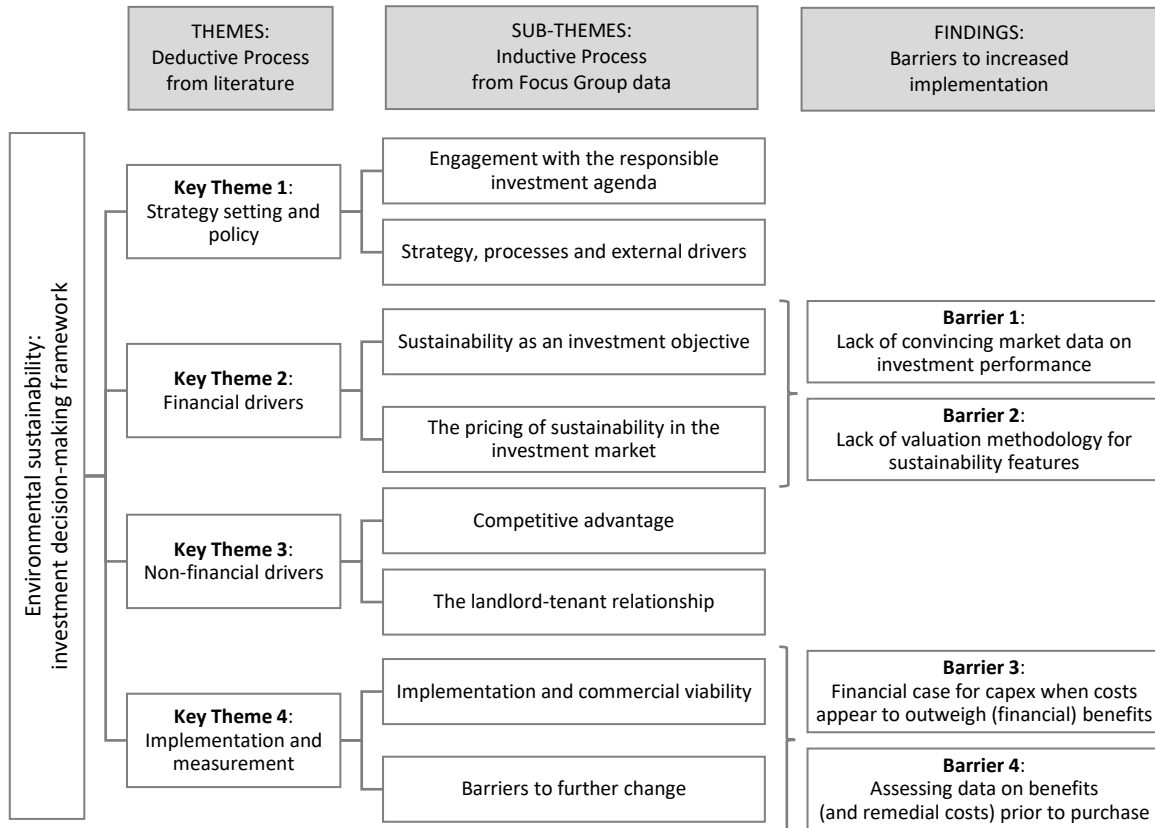 THEMES:
Deductive Process
from literature
SUB-THEMES:
Inductive Process
from Focus Group data
FINDINGS:
Barriers to increased
implementation
Environmental sustainability:
investment decision-making framework
Key Theme 1:
Strategy setting and
policy
Engagement with the responsible
investment agenda
Strategy, processes and external drivers
Key Theme 2:
Financial drivers
Sustainability as an investment objective
The pricing of sustainability in the
investment market
Barrier 1:
Lack of convincing market data on
investment performance
Barrier 2:
Lack of valuation methodology for
sustainability features
Key Theme 3:
Non-financial drivers
Competitive advantage
The landlord-tenant relationship
Key Theme 4:
Implementation and
measurement
Implementation and commercial viability
Barriers to further change
Barrier 3:
Financial case for capex when costs
appear to outweigh (financial) benefits
Barrier 4:
Assessing data on benefits
(and remedial costs) prior to purchase